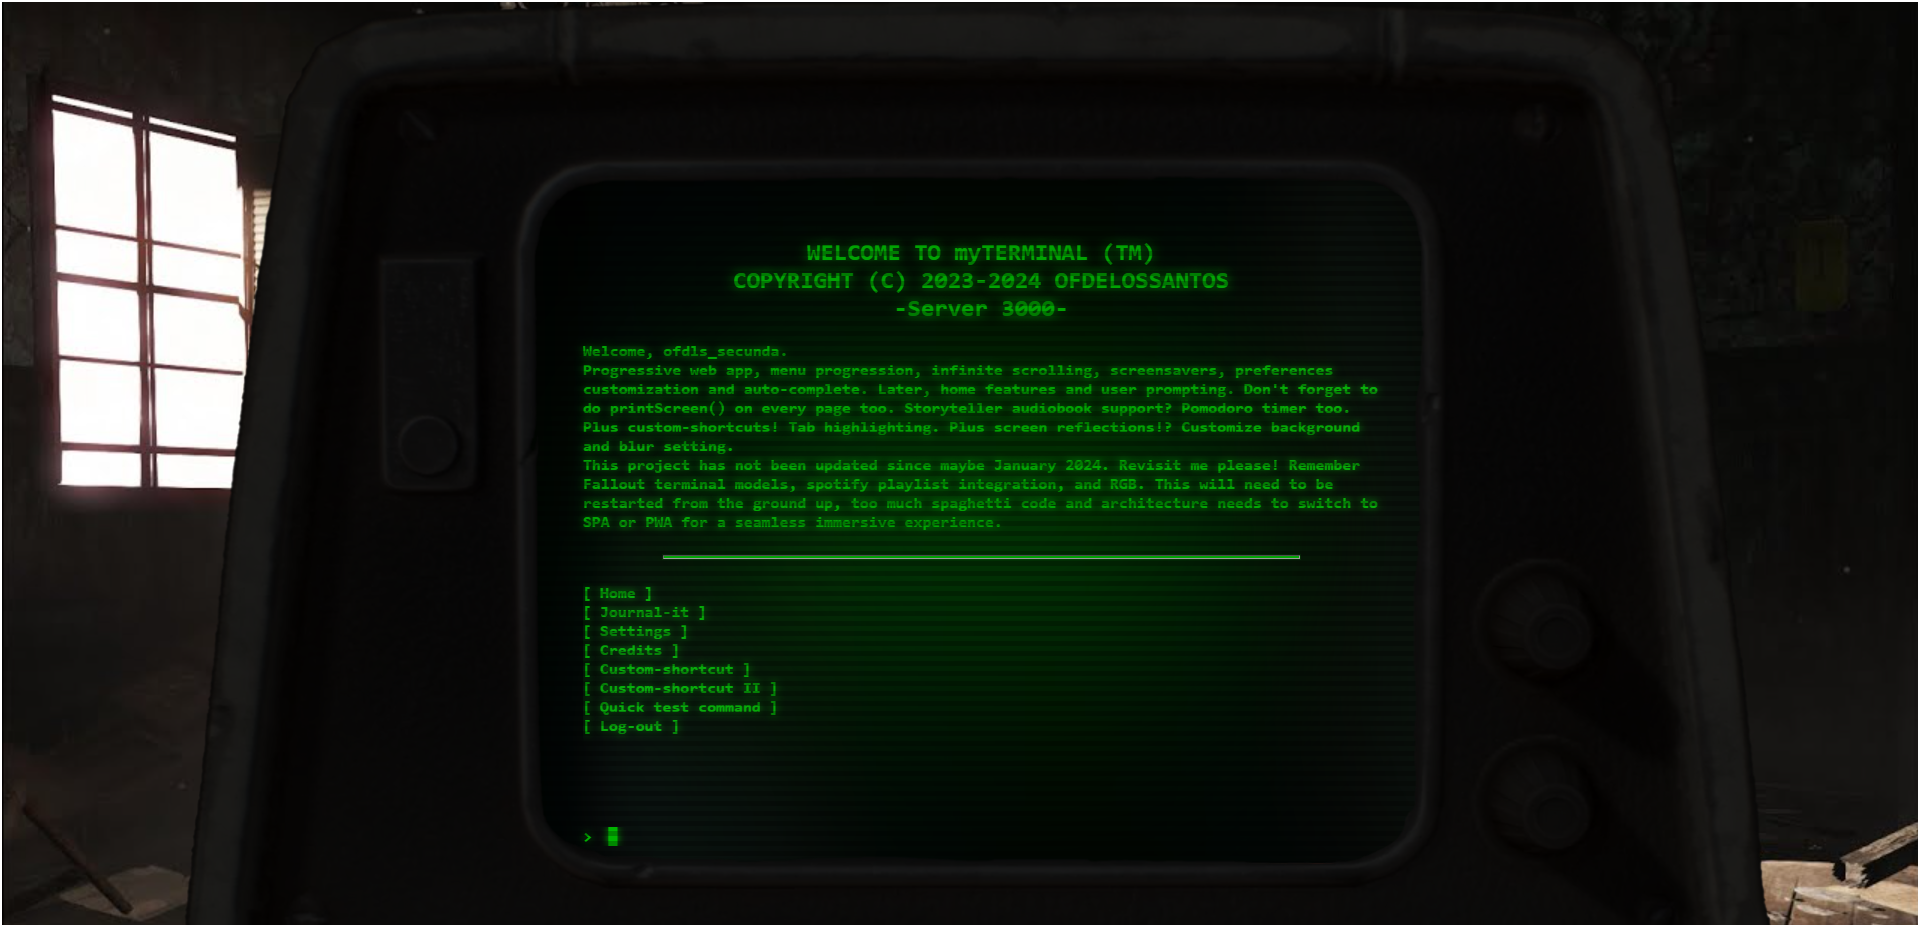 WELCOME TO myTERMINAL (TM)
COPYRIGHT (C) 2023-2024 OFDELOSSANTOS
-Server 3000-
Welcome, ofdls_secunda.
Progressive web app, menu progression, infinite scrolling, screensavers, preferences
customization and auto-complete. Later, home features and user prompting. Don't forget to
do printScreen() on every page too. Storyteller audiobook support? Pomodoro timer too.
Plus custom-shortcuts! Tab highlighting. Plus screen reflections!? Customize background
and blur setting.
This project has not been updated since maybe January 2024. Revisit me please! Remember
Fallout terminal models, spotify playlist integration, and RGB. This will need to be
restarted from the ground up, too much spaghetti code and architecture needs to switch to
SPA or PWA for a seamless immersive experience.
[ Home ]
[ Journal-it ]
[ Settings ]
[ Credits ]
[ Custom-shortcut ]
[ Custom-shortcut II ]
[ Quick test command ]
[ Log-out ]
>